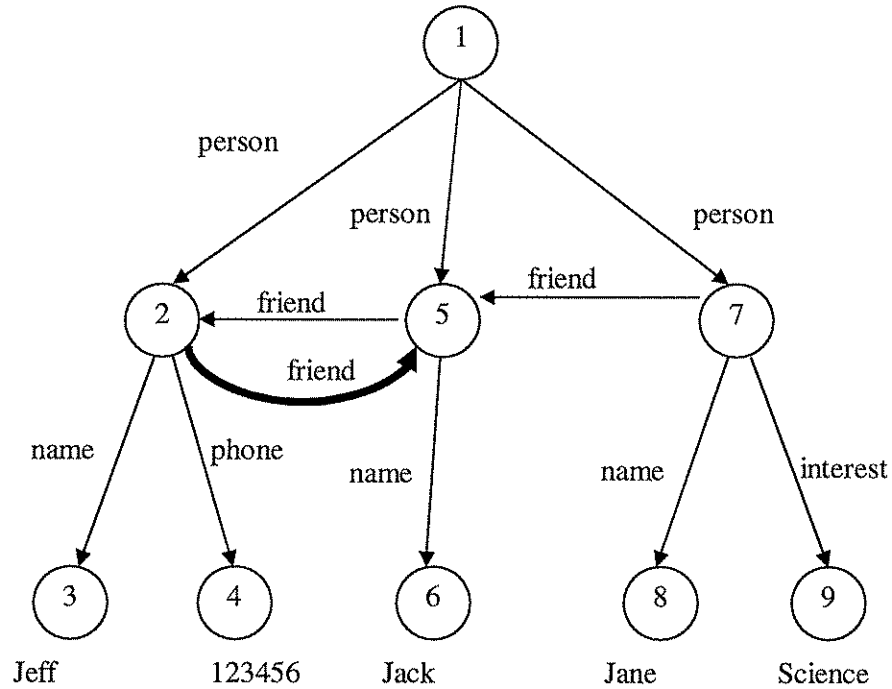 1
person
person
person
friend
friend
2
5
7
friend
name
phone
name
name
interest
3
4
6
8
9
Jeff
123456
Jack
Jane
Science